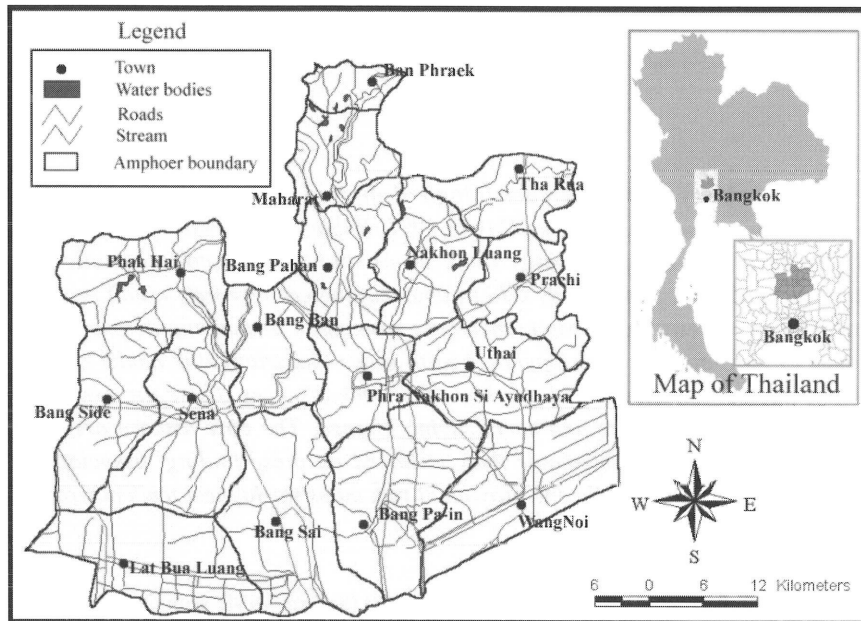 Legend
Town
Water bodies
Roads
Stream
Amphoer boundary
Ban Phraek
Maharat
Tha Rua
Phak Hai
Bang Pahan
Nakhon Luang
Prachi
Bang Ban
Uthai
Bang Side
Sena
Phra Nakhon Si Ayudhaya
Bang Sai
Bang Pa-in
WangNoi
Lat Bua Luang
Bangkok
Bangkok
Map of Thailand
N
W
E
S
6 0 6 12 Kilometers